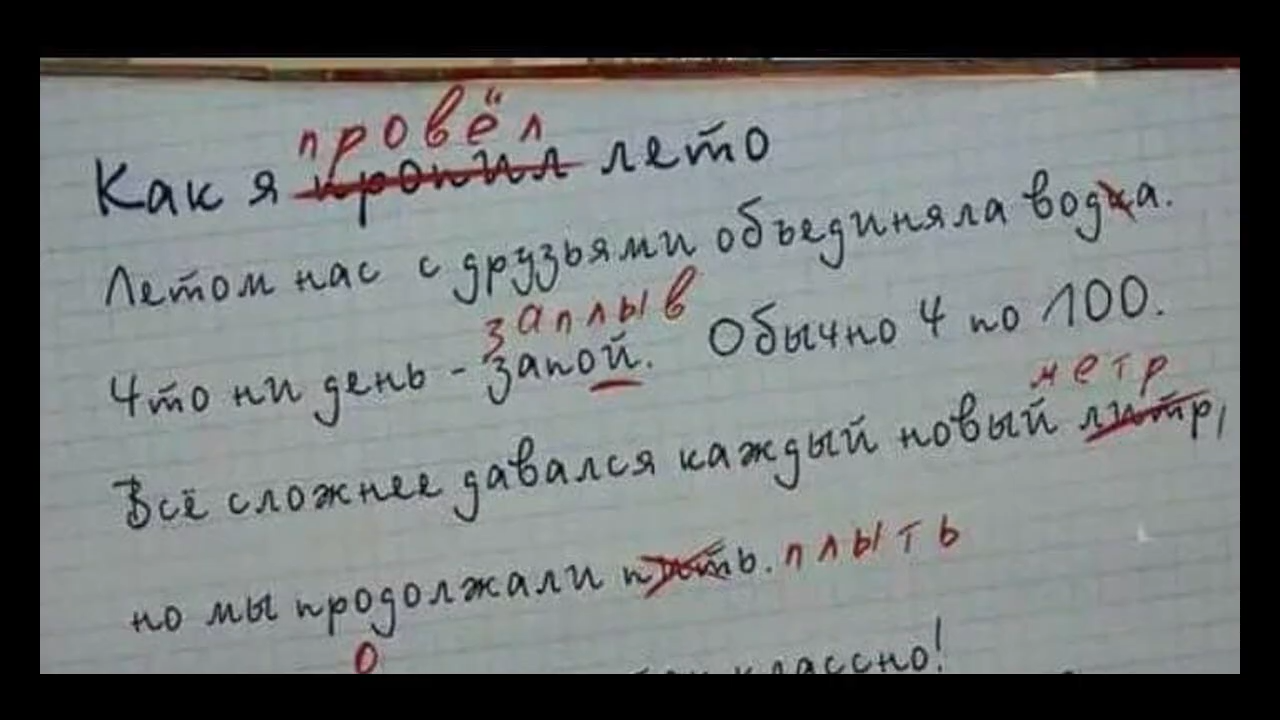 провёл
Как я пропил лето
Летом нас с друзьями объединяла водка.
заплыв
Что ни день - запой. Обычно 4 по 100.
метр
Всё сложнее давался каждый новый литр,
но мы продолжали пить. плыть
о
классно!